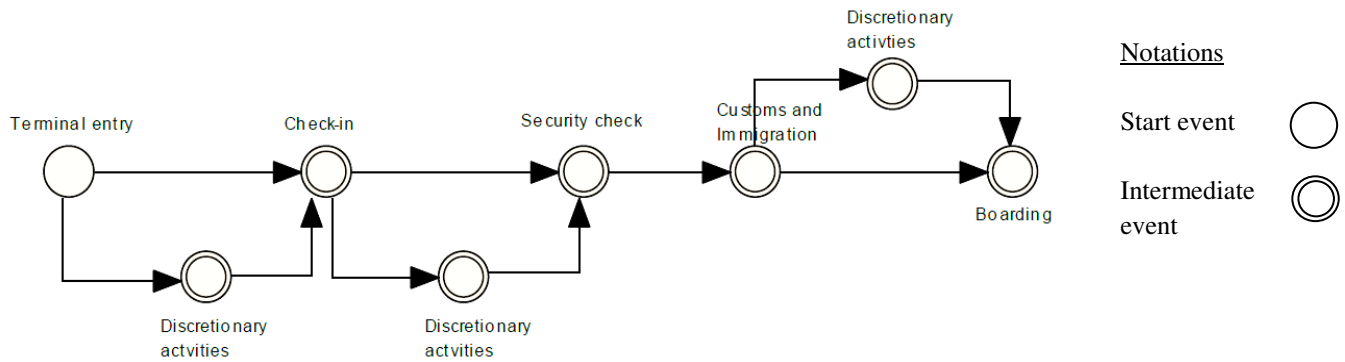 Discretionary
activties
Notations
Terminal entry
Check-in
Security check
Customs and
Immigration
Start event
Intermediate
event
Boarding
Discretionary
actvities
Discretionary
actvities